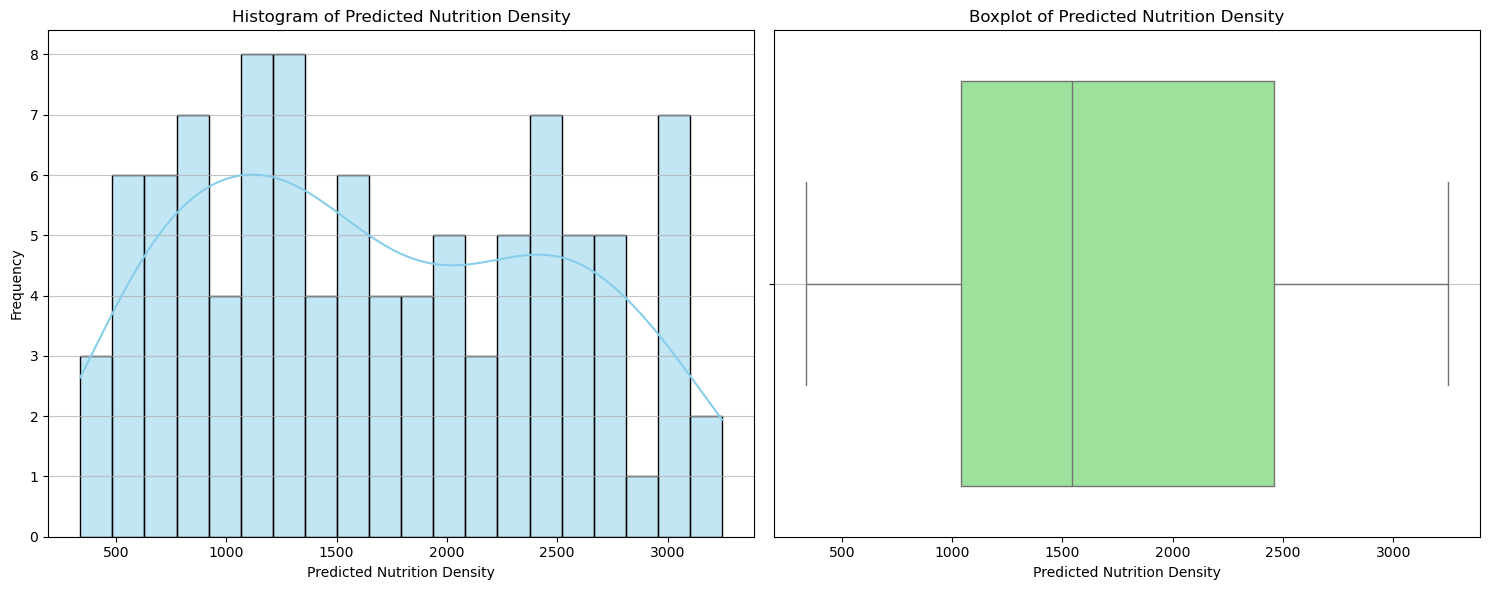 Histogram of Predicted Nutrition Density
8
7
6
5
4
3
2
1
0
Frequency
500 1000 1500 2000 2500 3000
Predicted Nutrition Density
Boxplot of Predicted Nutrition Density
500 1000 1500 2000 2500 3000
Predicted Nutrition Density